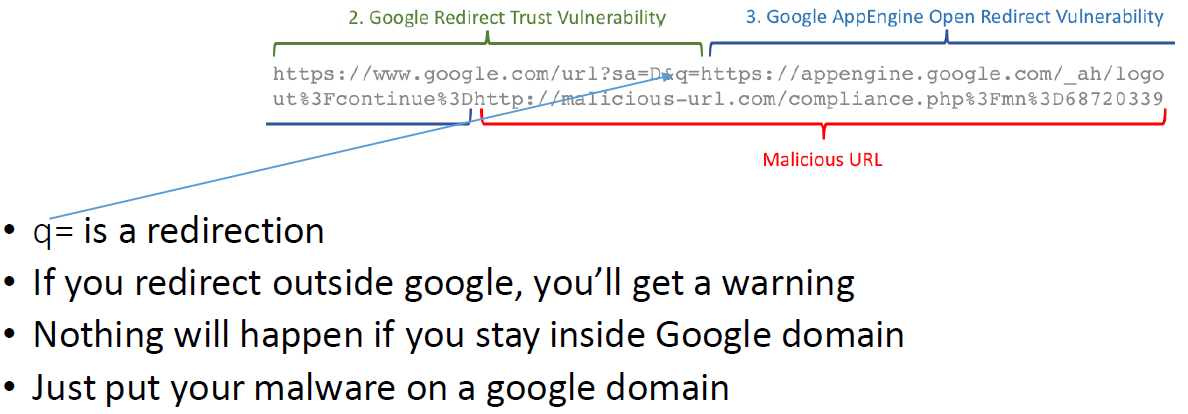 2. Google Redirect Trust Vulnerability
3. Google AppEngine Open Redirect Vulnerability
https://www.google.com/url?sa=D&q=https://appengine.google.com/_ah/logo
ut%3Fcontinue%3Dhttp://malicious-url.com/compliance.php%3Fmn%3D68720339
Malicious URL
• q= is a redirection
• If you redirect outside google, you’ll get a warning
• Nothing will happen if you stay inside Google domain
• Just put your malware on a google domain